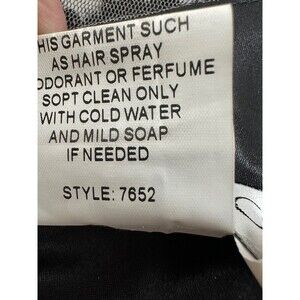 HIS GARMENT SUCH
AS HAIR SPRAY
ODORANT OR FERFUME
SOPT CLEAN ONLY
WITH COLD WATER
AND MILD SOAP
IF NEEDED
STYLE: 7652